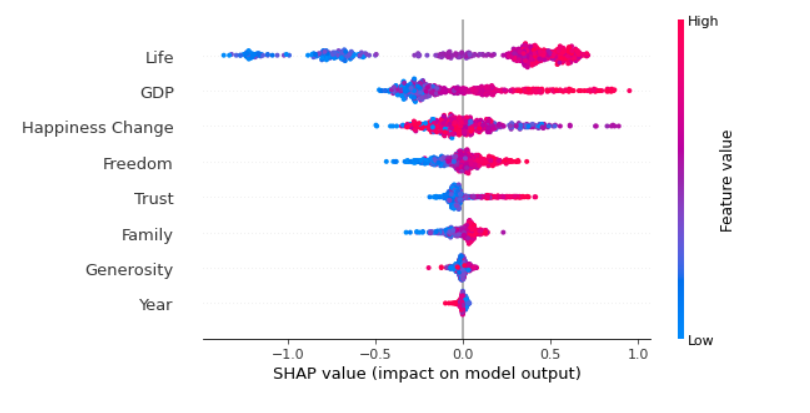 High
Life
GDP
Happiness Change
Freedom
Trust
Family
Generosity
Year
Feature value
Low
−1.0 −0.5 0.0 0.5 1.0
SHAP value (impact on model output)